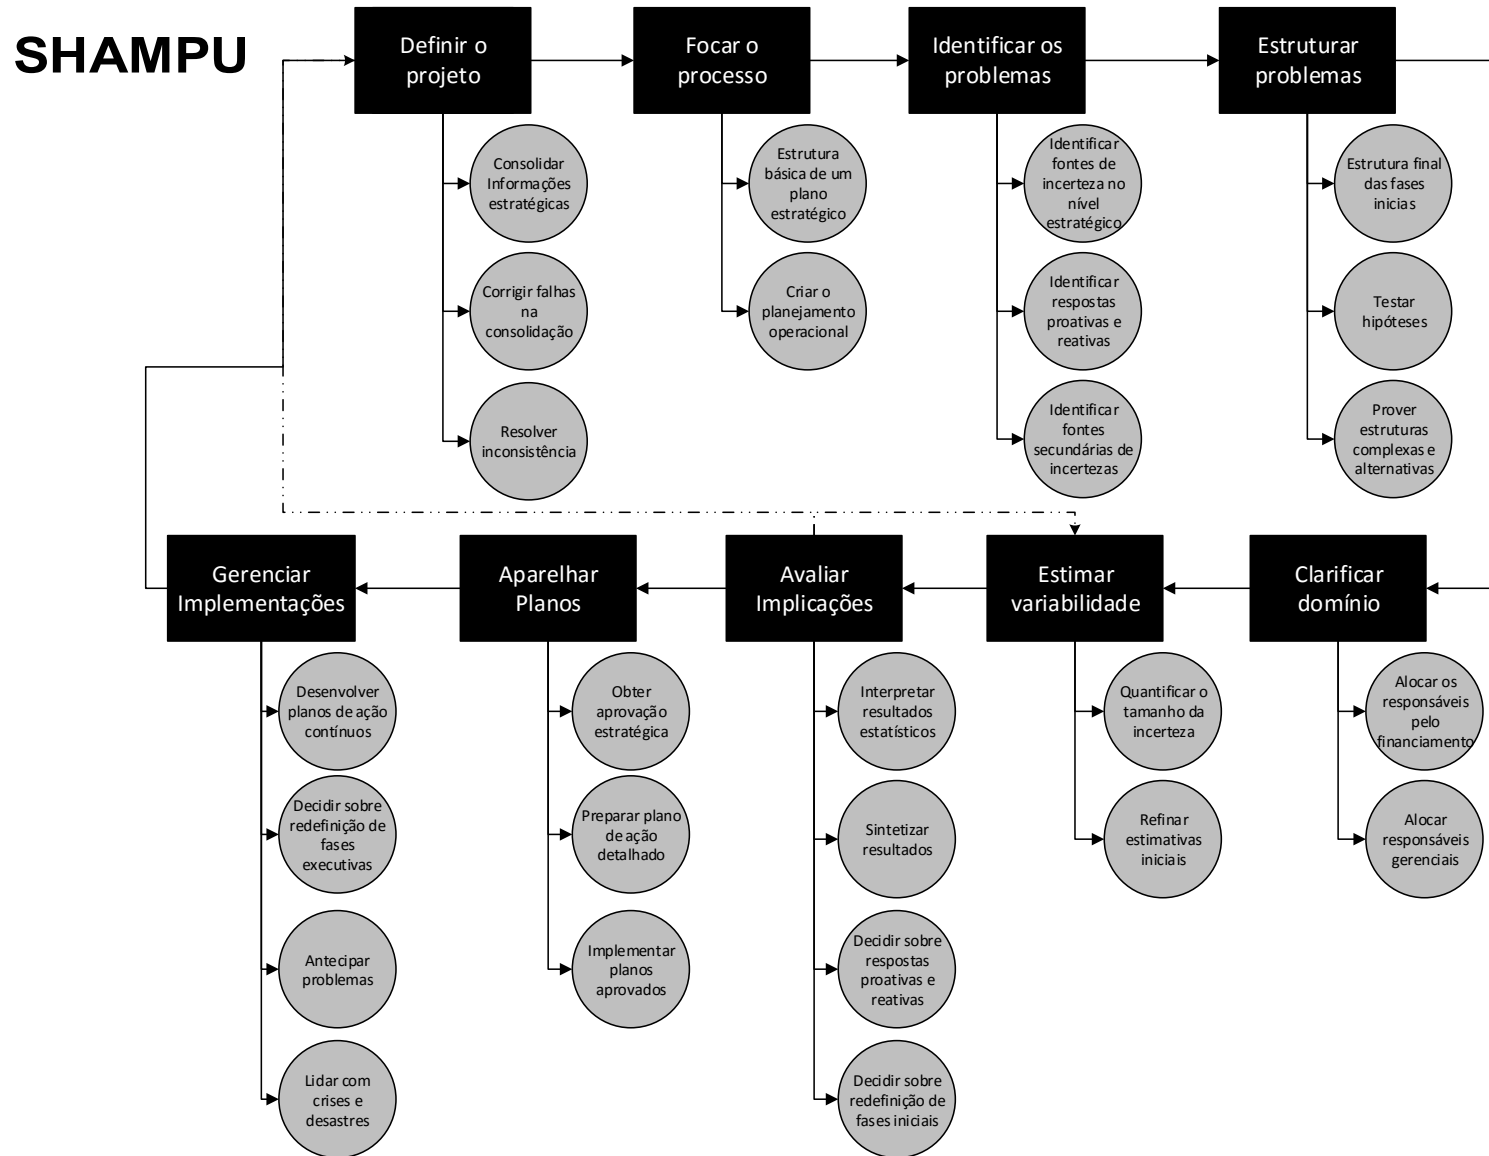 SHAMPU
Definir o
projeto
Focar o
processo
Identificar os
problemas
Estruturar
problemas
Consolidar
Informações
estratégicas
Corrigir falhas
na
consolidação
Resolver
inconsistência
Estrutura
básica de um
plano
estratégico
Criar o
planejamento
operacional
Identificar
fontes de
incerteza no
nível
estratégico
Identificar
respostas
proativas e
reativas
Identificar
fontes
secundárias de
incertezas
Estrutura final
das fases
inicias
Testar
hipóteses
Prover
estruturas
complexas e
alternativas
Gerenciar
Implementações
Aparelhar
Planos
Avaliar
Implicações
Estimar
variabilidade
Clarificar
domínio
Desenvolver
planos de ação
contínuos
Decidir sobre
redefinição de
fases
executivas
Antecipar
problemas
Lidar com
crises e
desastres
Obter
aprovação
estratégica
Preparar plano
de ação
detalhado
Implementar
planos
aprovados
Interpretar
resultados
estatísticos
Sintetizar
resultados
Decidir sobre
respostas
proativas e
reativas
Decidir sobre
redefinição de
fases iniciais
Quantificar o
tamanho da
incerteza
Refinar
estimativas
iniciais
Alocar os
responsáveis
pelo
financiamento
Alocar
responsáveis
gerenciais